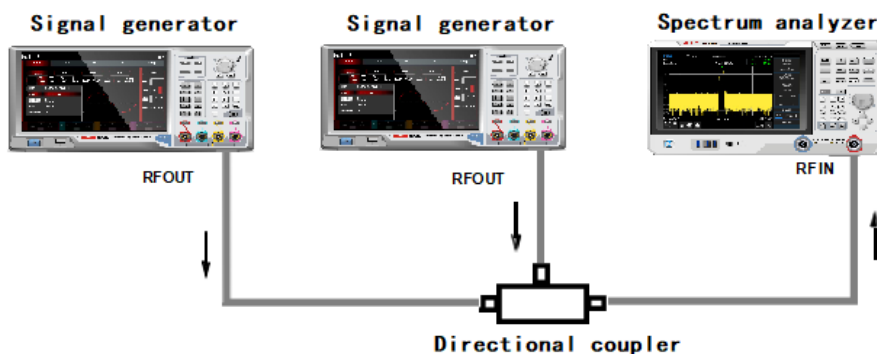 Signal generator
Signal generator
Spectrum analyzer
RFOUT
RFOUT
RFIN
Directional coupler